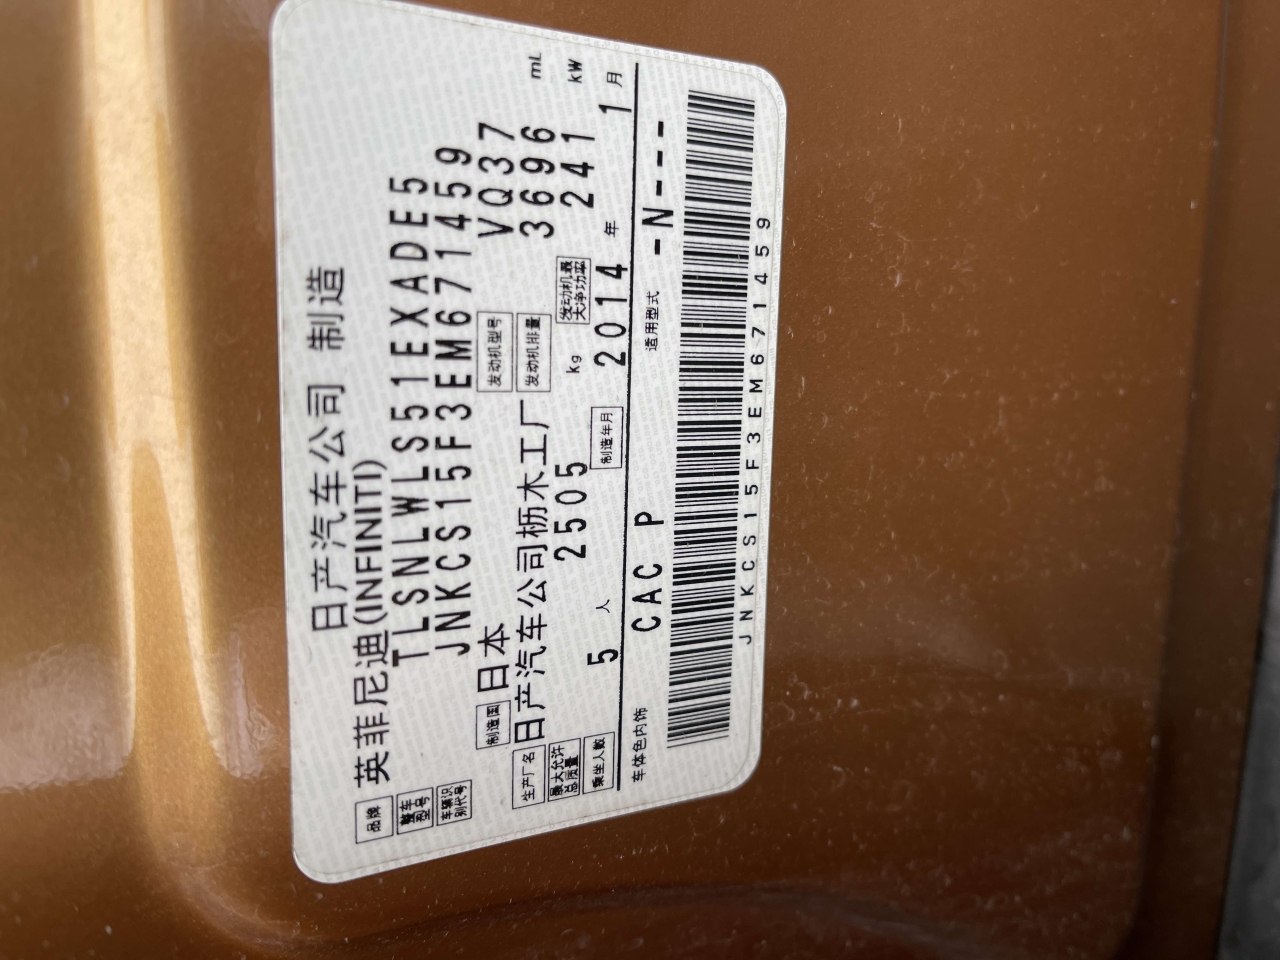 日产汽车公司 制造
品牌 英菲尼迪(INFINITI)
整车型号 TLSNLWLS51EXADE5
车辆识别代号 JNKCS15F3EM671459
制造国 日本 发动机型号 VQ37
生产厂名 日产汽车公司枥木工厂 发动机排量 3696 mL
最大允许总质量 2505 kg 发动机最大净功率 241 kW
乘坐人数 5 人 制造年月 2014 年 1 月
车体色内饰 CAC P 适用型式 -N---
JNKCS15F3EM671459